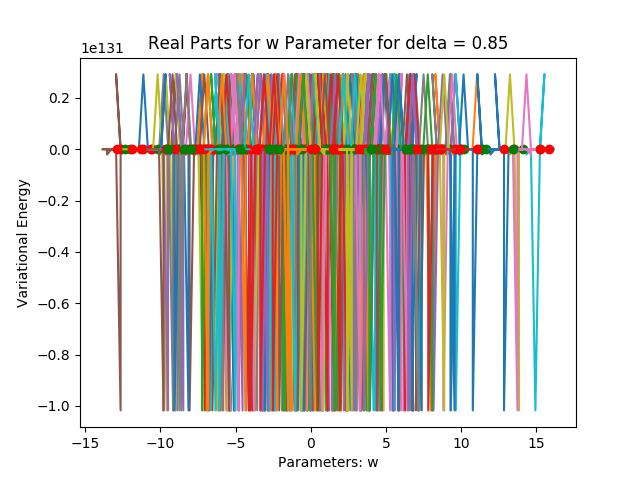 Real Parts for w Parameter for delta = 0.85
1e131
0.2
0.0
−0.2
−0.4
−0.6
−0.8
−1.0
Variational Energy
−15 −10 −5 0 5 10 15
Parameters: w